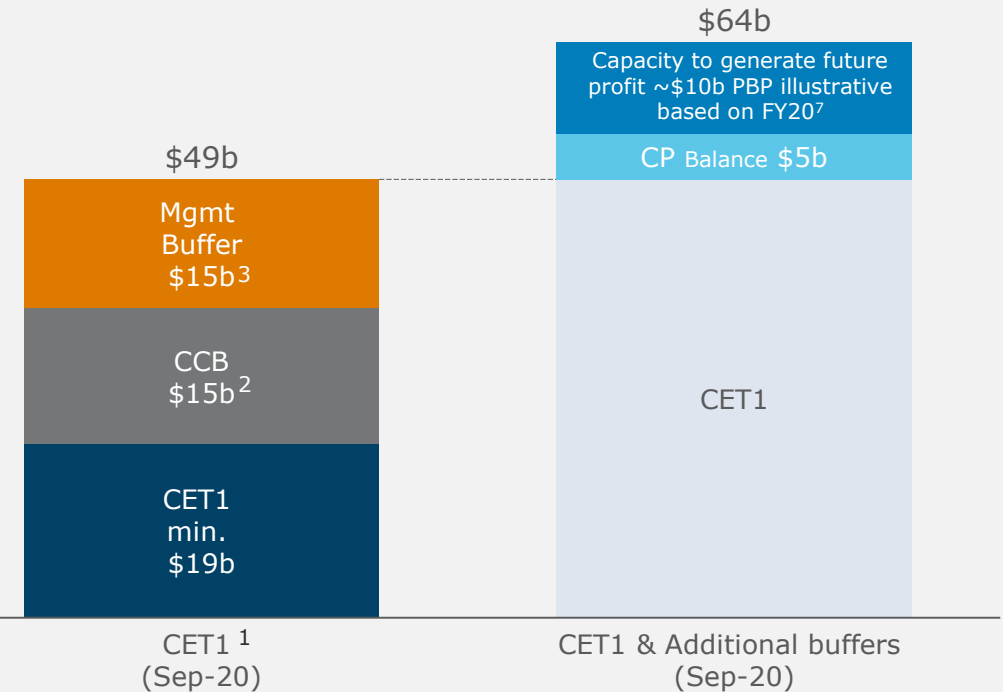 $49b
Mgmt
Buffer
$15b3
CCB
$15b2
CET1
min.
$19b
CET1 1
(Sep-20)
$64b
Capacity to generate future
profit ~$10b PBP illustrative
based on FY207
CP Balance $5b
CET1
CET1 & Additional buffers
(Sep-20)